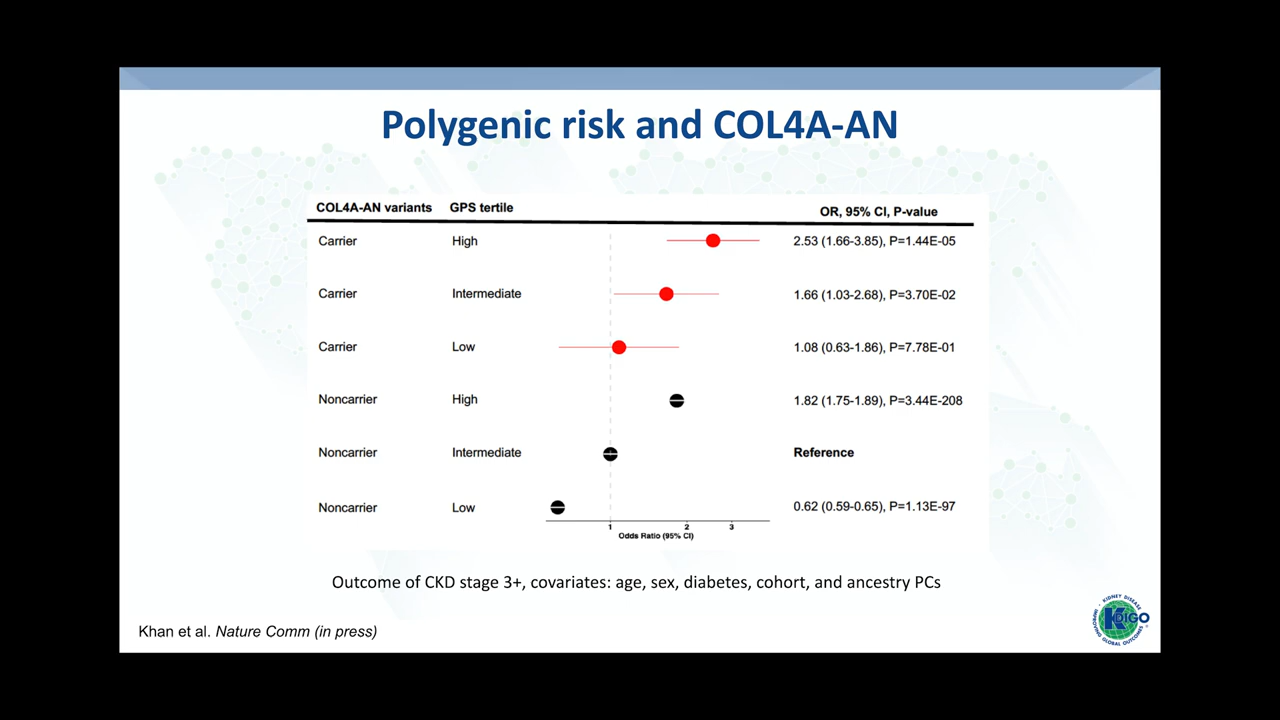 Polygenic risk and COL4A-AN
COL4A-AN variants GPS tertile OR, 95% CI, P-value
Carrier High 2.53 (1.66-3.85), P=1.44E-05
Carrier Intermediate 1.66 (1.03-2.68), P=3.70E-02
Carrier Low 1.08 (0.63-1.86), P=7.78E-01
Noncarrier High 1.82 (1.75-1.89), P=3.44E-208
Noncarrier Intermediate Reference
Noncarrier Low 0.62 (0.59-0.65), P=1.13E-97
1 2 3
Odds Ratio (95% CI)
Outcome of CKD stage 3+, covariates: age, sex, diabetes, cohort, and ancestry PCs
Khan et al. Nature Comm (in press)
KIDNEY DISEASE
KDIGO
IMPROVING GLOBAL OUTCOMES